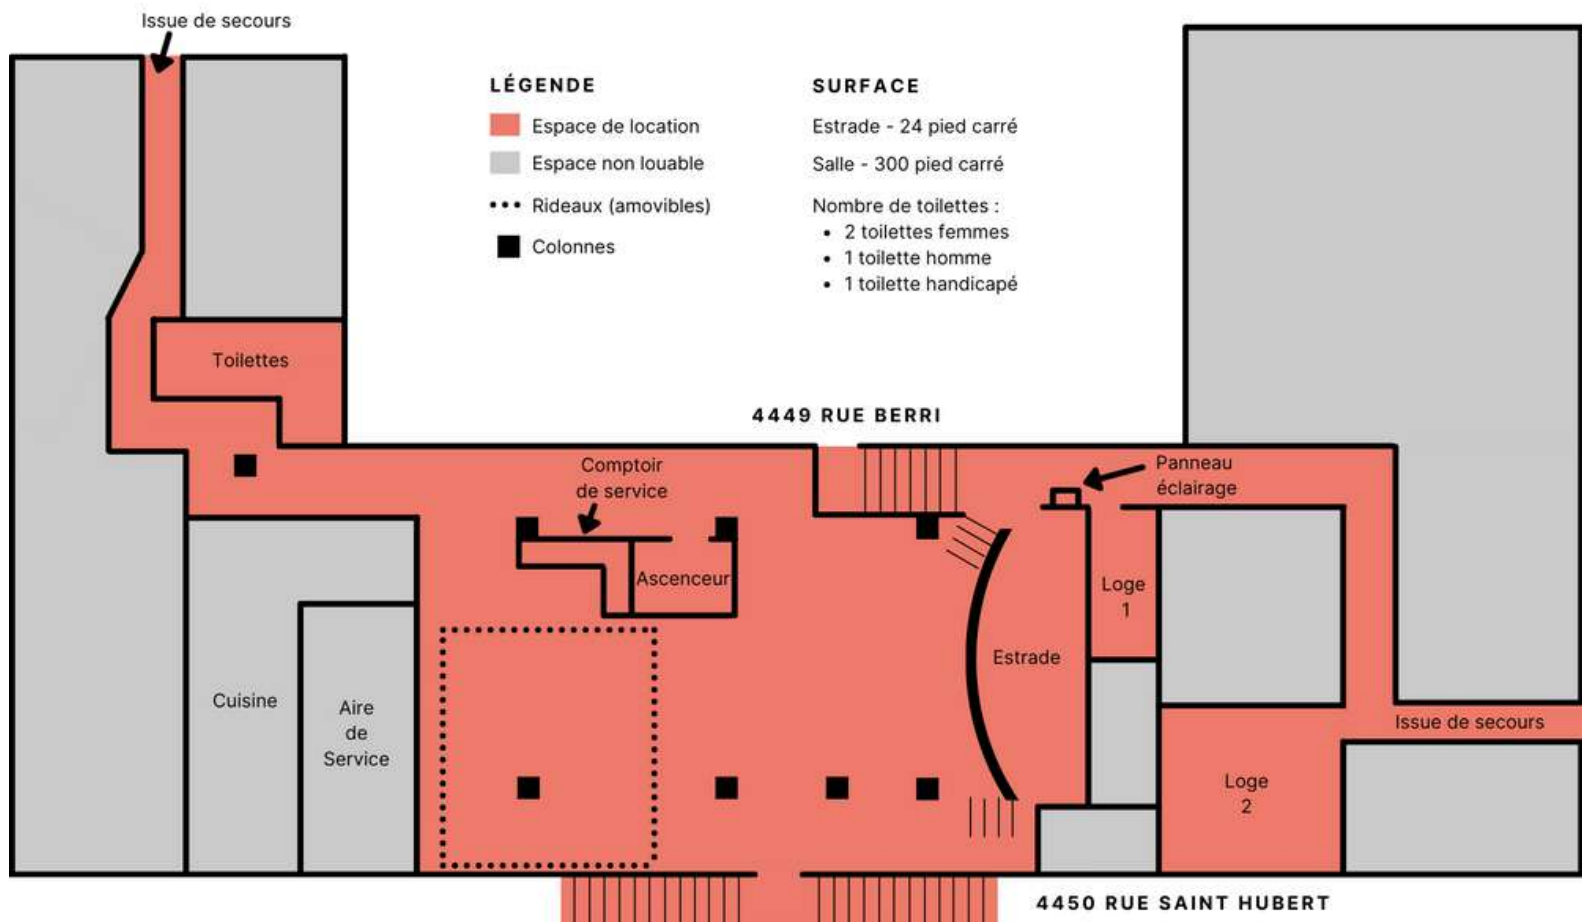 Issue de secours
LÉGENDE
Espace de location
Espace non louable
Rideaux (amovibles)
Colonnes
SURFACE
Estrade - 24 pied carré
Salle - 300 pied carré
Nombre de toilettes :
• 2 toilettes femmes
• 1 toilette homme
• 1 toilette handicapé
Toilettes
4449 RUE BERRI
Comptoir
de service
Panneau
éclairage
Ascenceur
Loge
1
Estrade
Cuisine
Aire
de
Service
Issue de secours
Loge
2
4450 RUE SAINT HUBERT